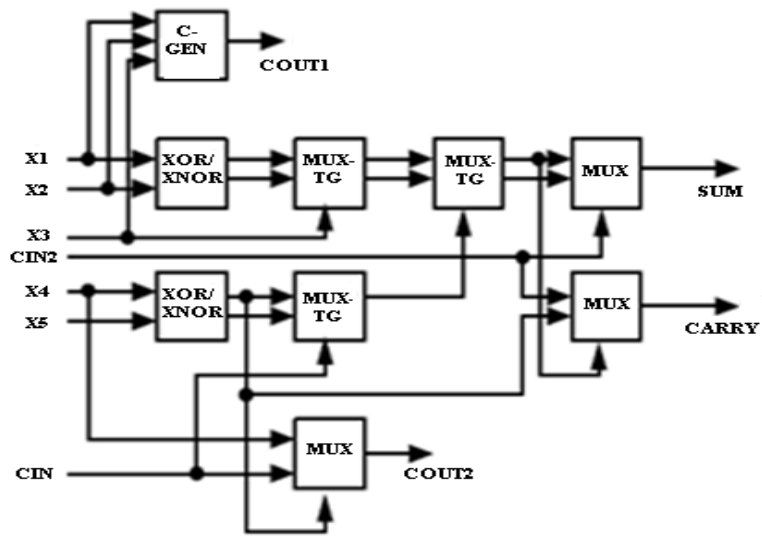 C-
GEN
COUT1
X1
XOR/
XNOR
MUX-
TG
MUX-
TG
MUX
X2
SUM
X3
CIN2
X4
XOR/
XNOR
MUX-
TG
MUX
X5
CARRY
MUX
CIN
COUT2